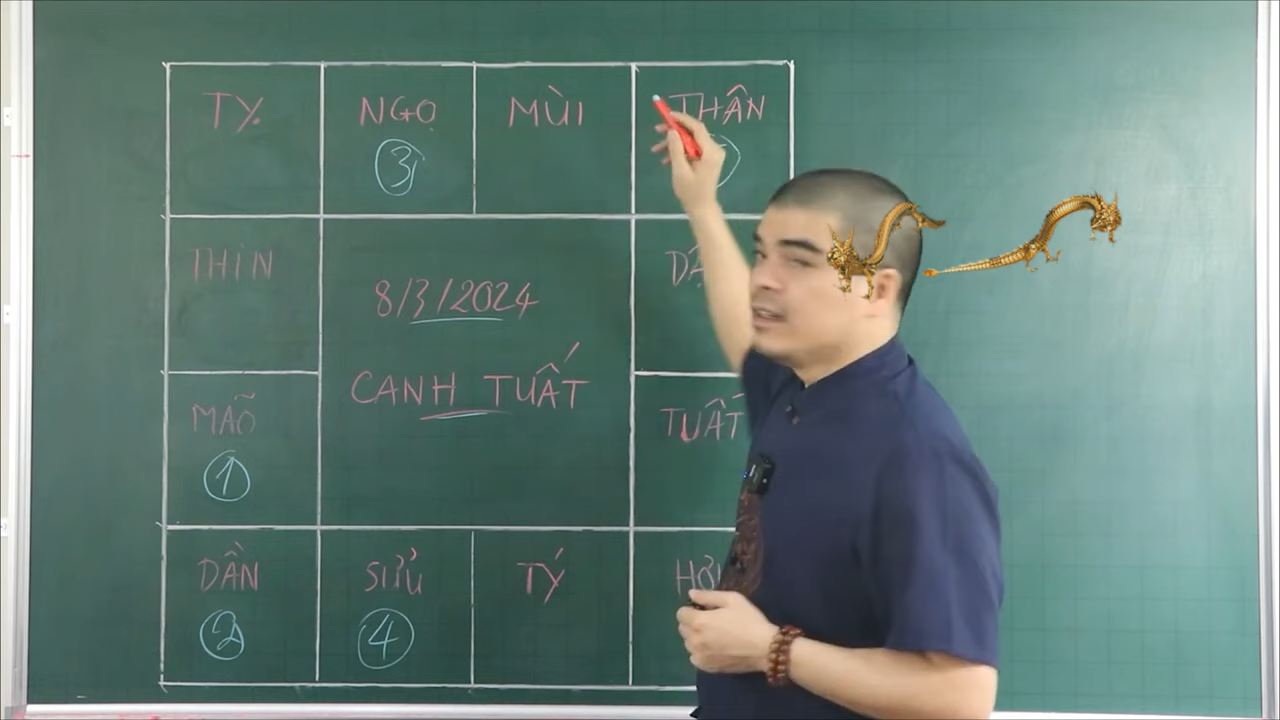 TỴ NGỌ MÙI THÂN
3
THÌN
8/3/2024
CANH TUẤT
MÃO
TUẤT
1
DẦN SỬU TÝ
2 4